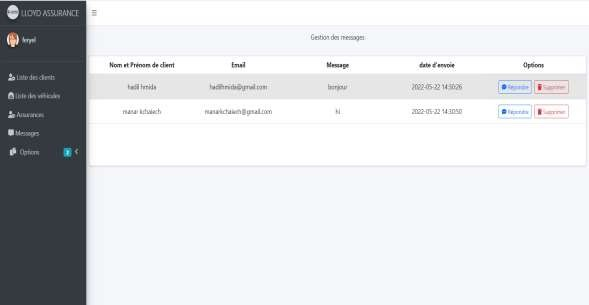 LLOYD ASSURANCE
feryel
Liste des clients
Liste des véhicules
Assurances
Messages
Options 2
Gestion des messages
Nom et Prénom de client Email Message date d'envoie Options
hadil hmida hadilhmida@gmail.com bonjour 2022-05-22 14:30:26 Répondre Supprimer
manar kchaiech manarkchaiech@gmail.com hi 2022-05-22 14:30:50 Répondre Supprimer